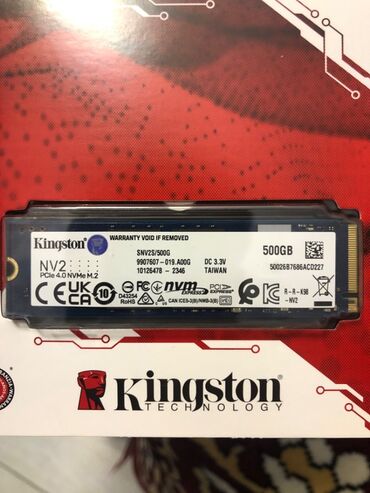 WARRANTY VOID IF REMOVED
Kingston
NV2
PCIe 4.0 NVMe M.2
SNV2S/500G
9907607-019.A00G
10126478 - 2346
DC 3.3V
TAIWAN
500GB
50026B7686ACD227
CE UK CA 10 D43254 RoHS FC nvm EXPRESS PCI EXPRESS
CAN ICES-3(B)/NMB-3(B)
R-R-K98
-NV2
Kingston
TECHNOLOGY